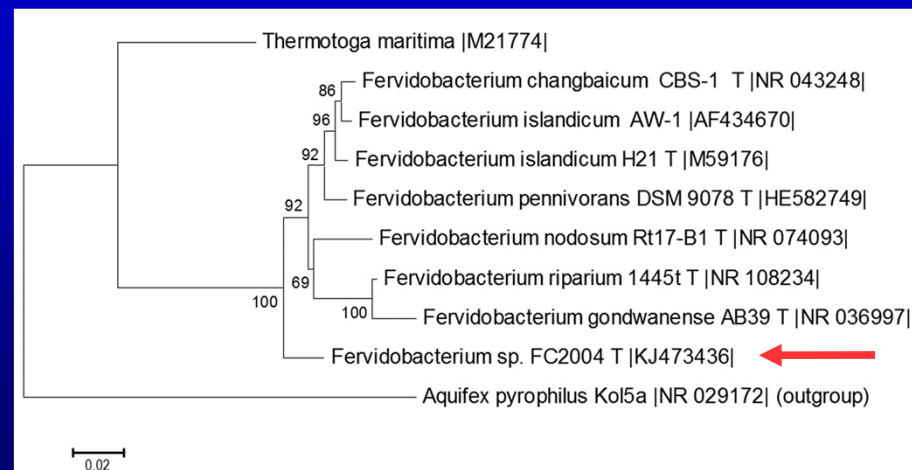 Thermotoga maritima |M21774|
Fervidobacterium changbaicum CBS-1 T |NR 043248|
86
Fervidobacterium islandicum AW-1 |AF434670|
96
Fervidobacterium islandicum H21 T |M59176|
92
Fervidobacterium pennivorans DSM 9078 T |HE582749|
92
Fervidobacterium nodosum Rt17-B1 T |NR 074093|
Fervidobacterium riparium 1445t T |NR 108234|
69
100
100
Fervidobacterium gondwanense AB39 T |NR 036997|
Fervidobacterium sp. FC2004 T |KJ473436|
Aquifex pyrophilus Kol5a |NR 029172| (outgroup)
0.02